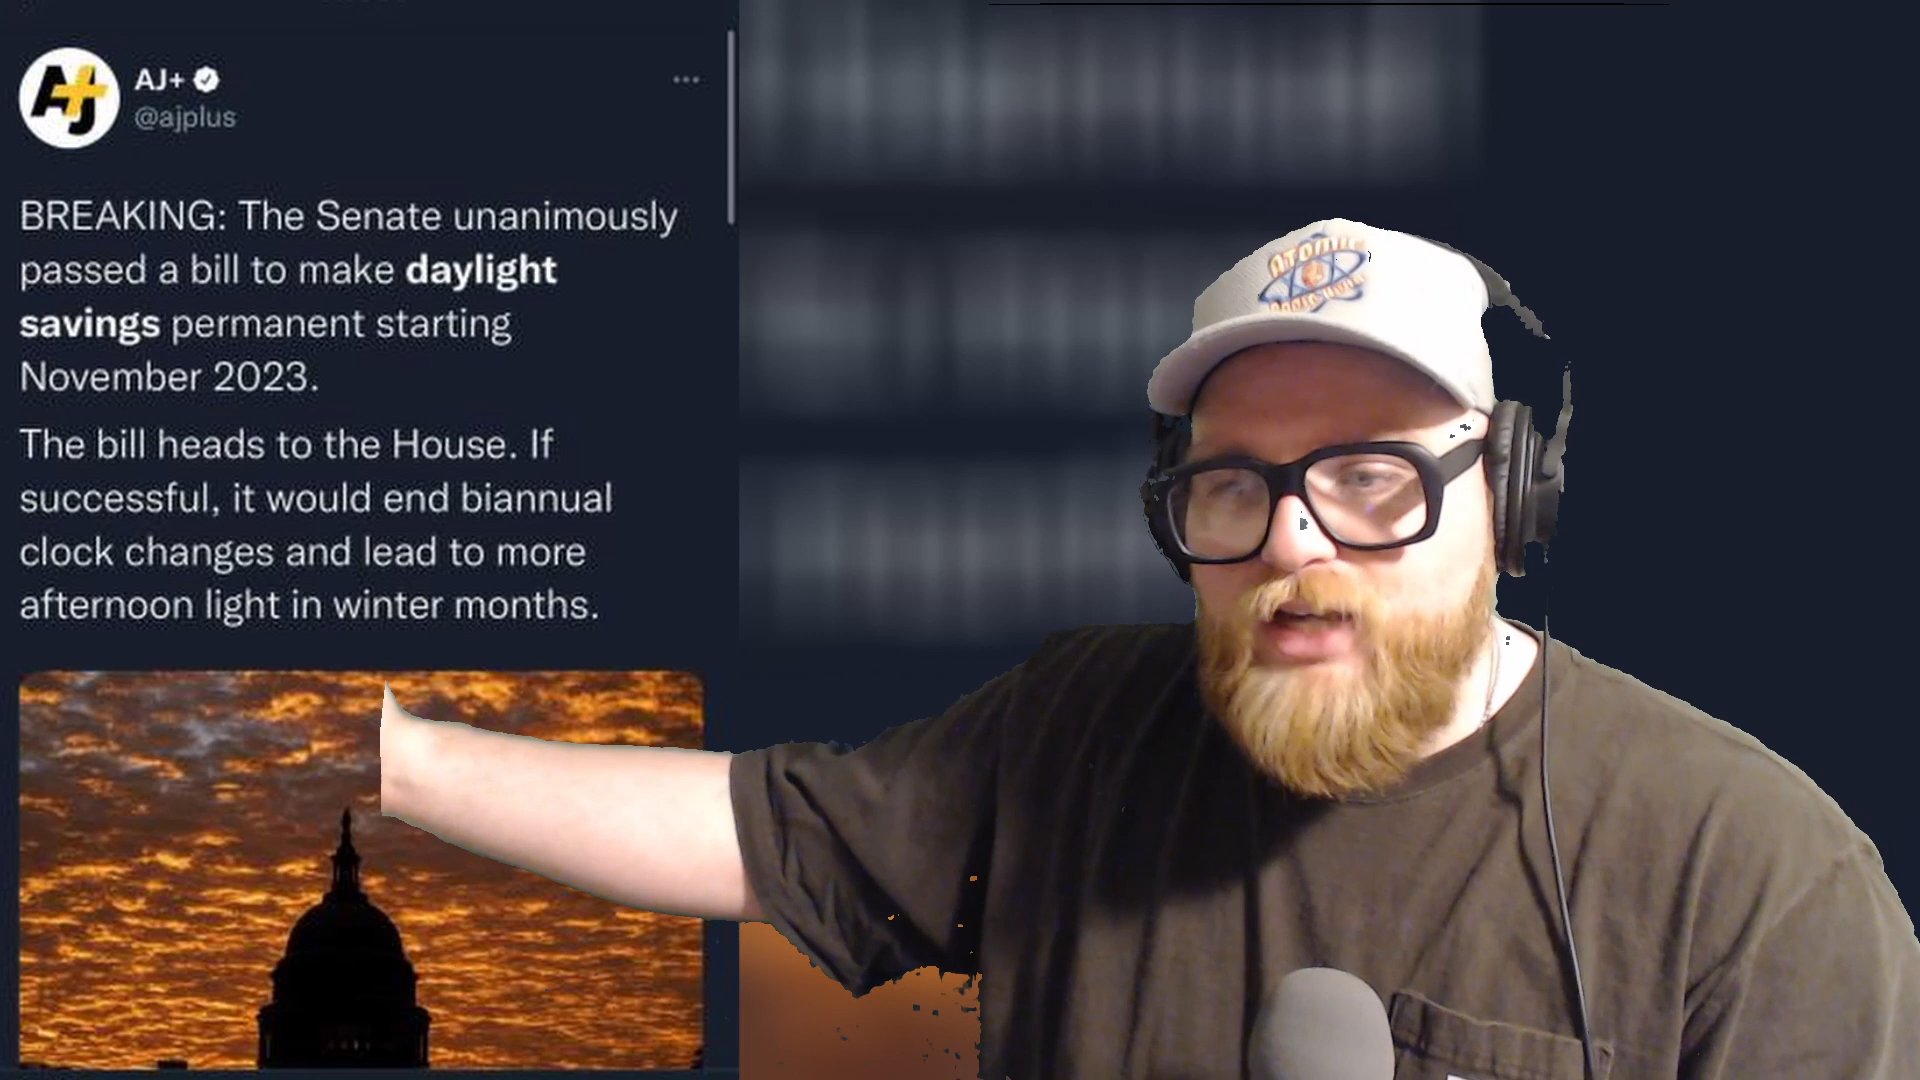 AJ+
@ajplus
BREAKING: The Senate unanimously
passed a bill to make daylight
savings permanent starting
November 2023.
The bill heads to the House. If
successful, it would end biannual
clock changes and lead to more
afternoon light in winter months.
ATOMIC